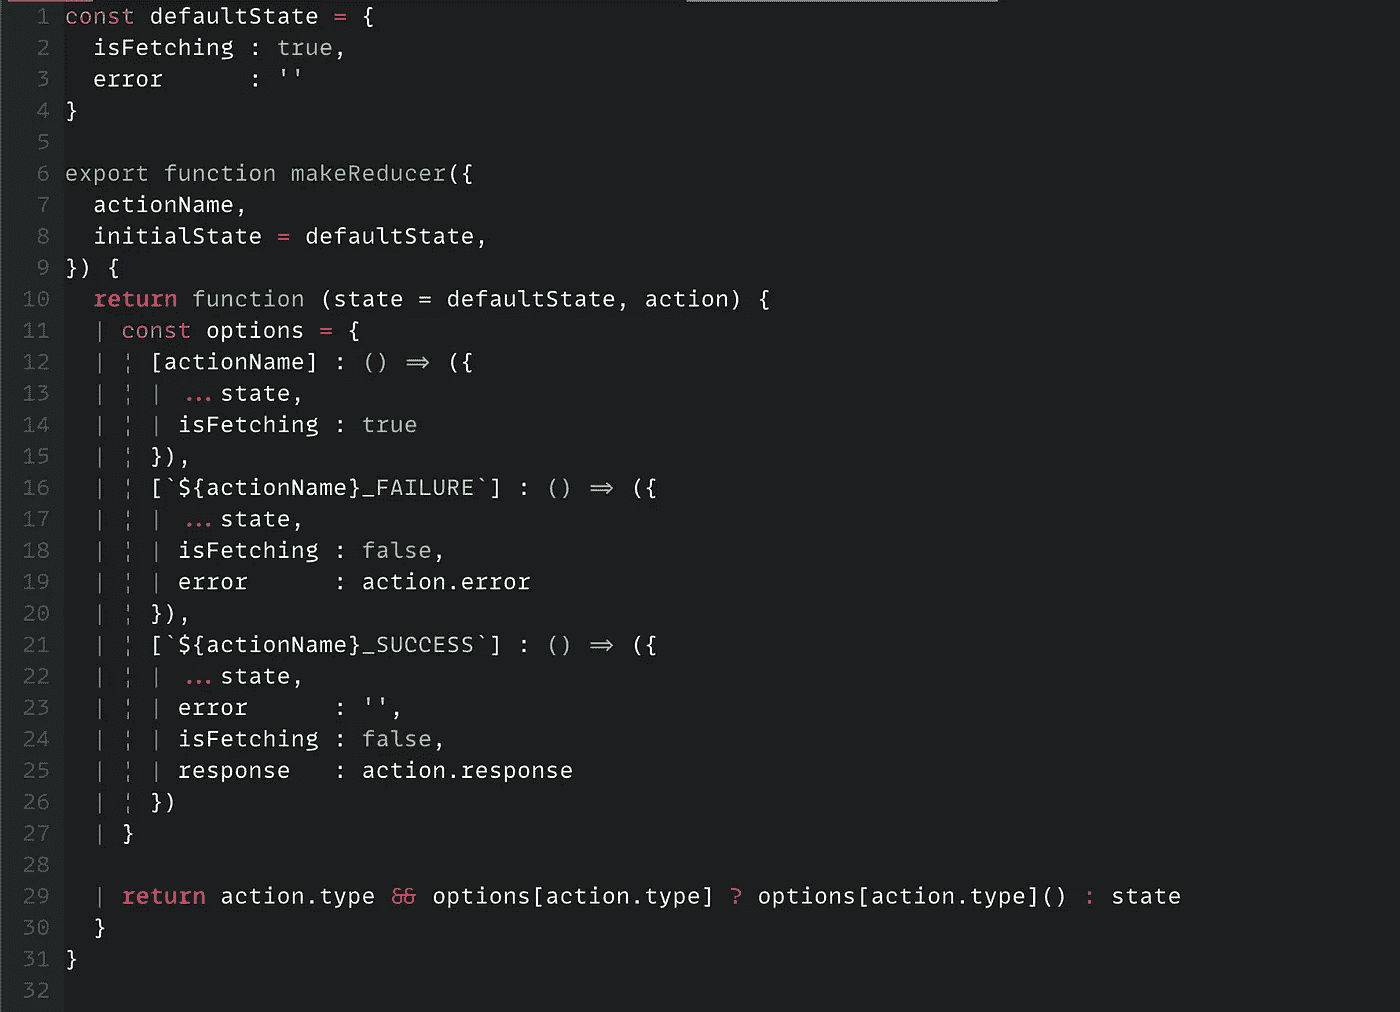 1 const defaultState = {
2 isFetching : true,
3 error : ''
4 }
5
6 export function makeReducer({
7 actionName,
8 initialState = defaultState,
9 }) {
10 return function (state = defaultState, action) {
11 const options = {
12 [actionName] : () => ({
13 ...state,
14 isFetching : true
15 }),
16 [`${actionName}_FAILURE`] : () => ({
17 ...state,
18 isFetching : false,
19 error : action.error
20 }),
21 [`${actionName}_SUCCESS`] : () => ({
22 ...state,
23 error : '',
24 isFetching : false,
25 response : action.response
26 })
27 }
28
29 return action.type && options[action.type] ? options[action.type]() : state
30 }
31 }
32